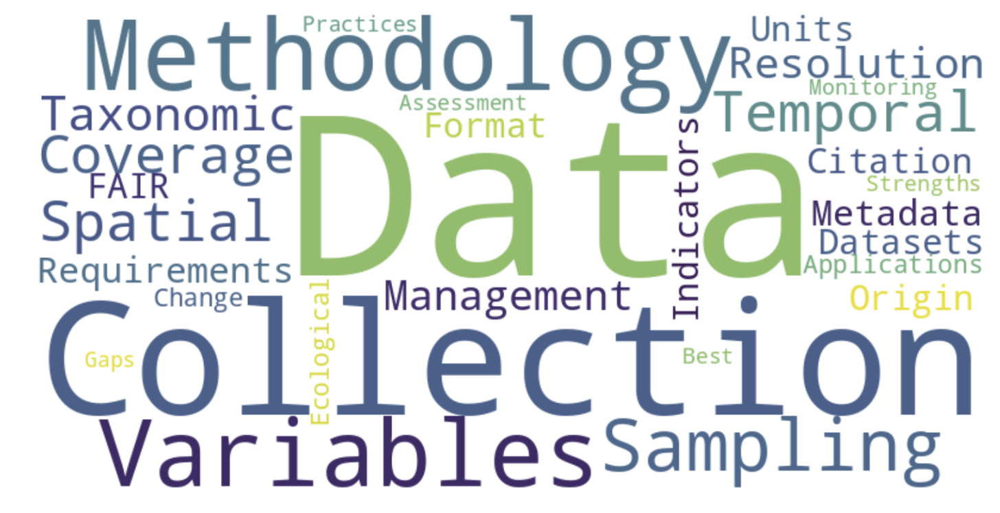 Methodology
Practices
Units
Resolution
Monitoring
Temporal
Taxonomic
Assessment
Format
Coverage
FAIR
Data
Indicators
Citation
Strengths
Spatial
Metadata
Datasets
Requirements
Applications
Change
Ecological
Management
Origin
Collection
Gaps
Best
Variables
Sampling